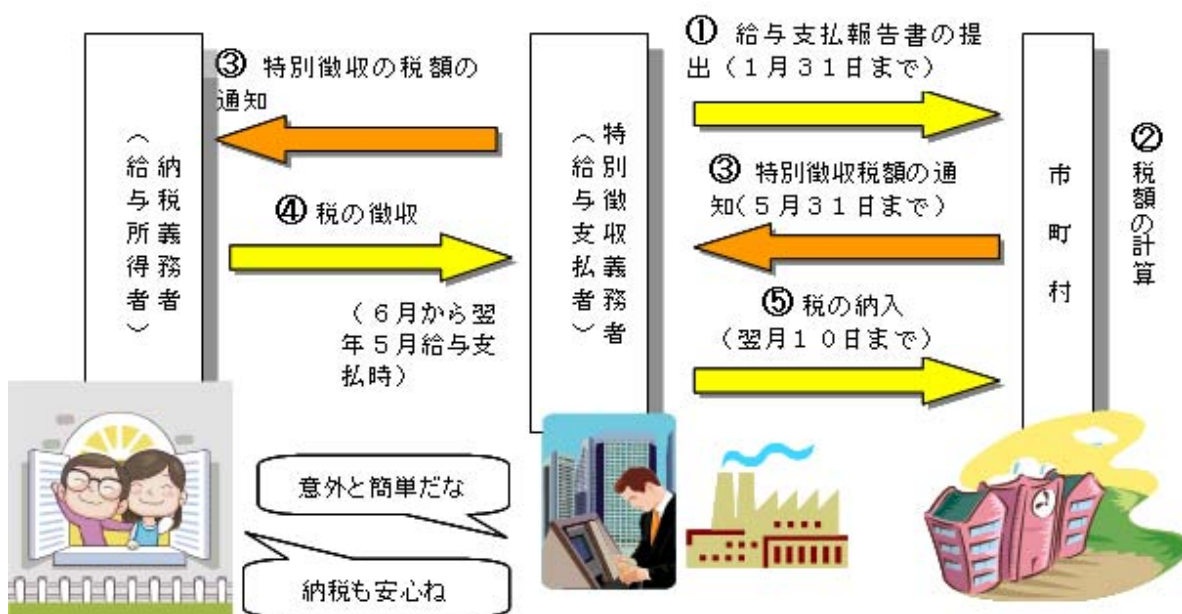 ① 給与支払報告書の提
出（１月３１日まで）
③ 特別徴収の税額の
通知
納税義務者
（給与所得者）
特別徴収義務者
（給与支払者）
市町村
②税額の計算
③ 特別徴収税額の通
知（５月３１日まで）
④ 税の徴収
（６月から翌
年５月給与支
払時）
⑤ 税の納入
（翌月１０日まで）
意外と簡単だな
納税も安心ね